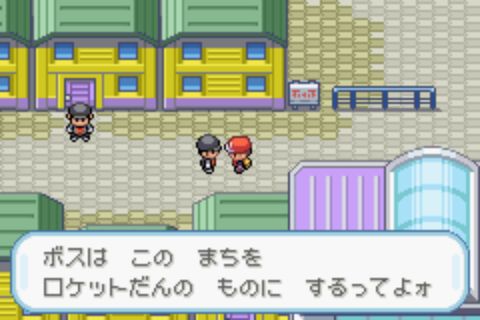 ボスは この まちを
ロケットだんの ものに するってよォ